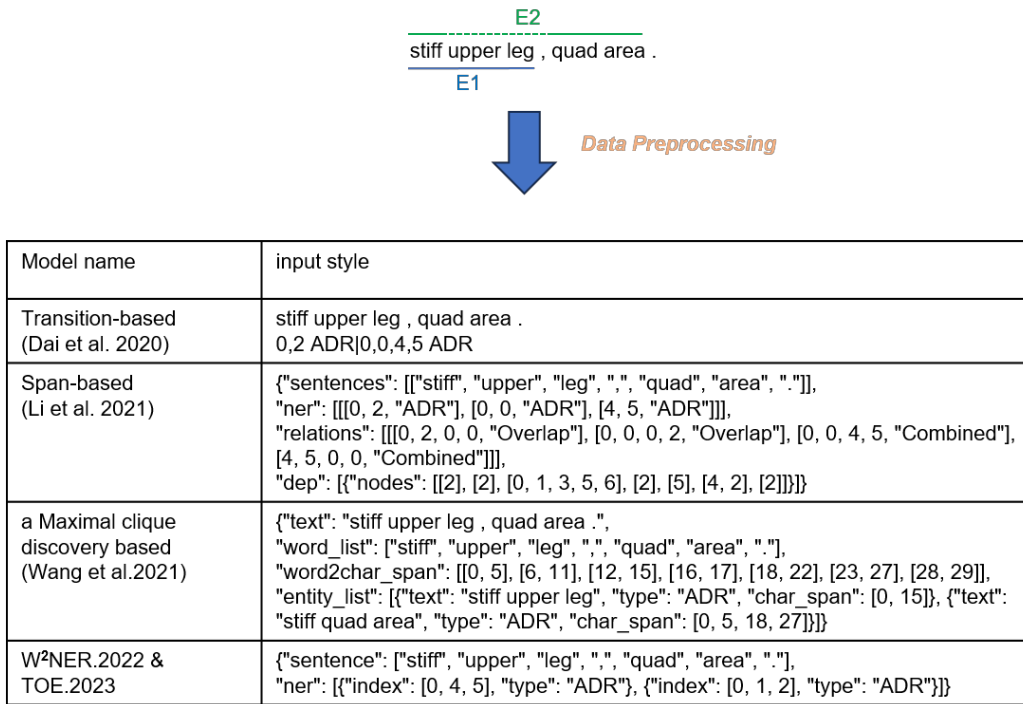 E2
stiff upper leg , quad area .
E1
Data Preprocessing
Model name
input style
Transition-based
(Dai et al. 2020)
stiff upper leg , quad area .
0,2 ADR|0,0,4,5 ADR
Span-based
(Li et al. 2021)
{"sentences": [["stiff", "upper", "leg", ",", "quad", "area", "."]],
"ner": [[[0, 2, "ADR"], [0, 0, "ADR"], [4, 5, "ADR"]]],
"relations": [[[0, 2, 0, 0, "Overlap"], [0, 0, 0, 2, "Overlap"], [0, 0, 4, 5, "Combined"],
[4, 5, 0, 0, "Combined"]]],
"dep": [{"nodes": [[2], [2], [0, 1, 3, 5, 6], [2], [5], [4, 2], [2]]}]}
a Maximal clique
discovery based
(Wang et al.2021)
{"text": "stiff upper leg , quad area .",
"word_list": ["stiff", "upper", "leg", ",", "quad", "area", "."],
"word2char_span": [[0, 5], [6, 11], [12, 15], [16, 17], [18, 22], [23, 27], [28, 29]],
"entity_list": [{"text": "stiff upper leg", "type": "ADR", "char_span": [0, 15]}, {"text":
"stiff quad area", "type": "ADR", "char_span": [0, 5, 18, 27]}]}
W²NER.2022 &
TOE.2023
{"sentence": ["stiff", "upper", "leg", ",", "quad", "area", "."],
"ner": [{"index": [0, 4, 5], "type": "ADR"}, {"index": [0, 1, 2], "type": "ADR"}]}